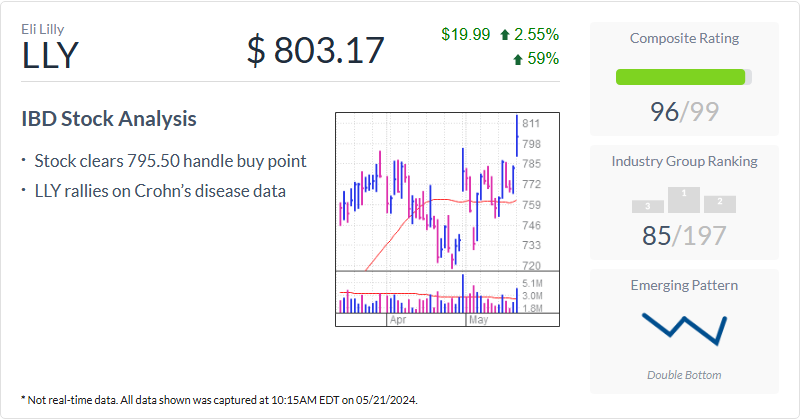 Eli Lilly
LLY
$ 803.17
$19.99 2.55%
59%
IBD Stock Analysis
• Stock clears 795.50 handle buy point
• LLY rallies on Crohn’s disease data
811
798
785
772
759
746
733
720
5.1M
3.0M
1.8M
Apr May
Composite Rating
96/99
Industry Group Ranking
3 1 2
85/197
Emerging Pattern
Double Bottom
* Not real-time data. All data shown was captured at 10:15AM EDT on 05/21/2024.